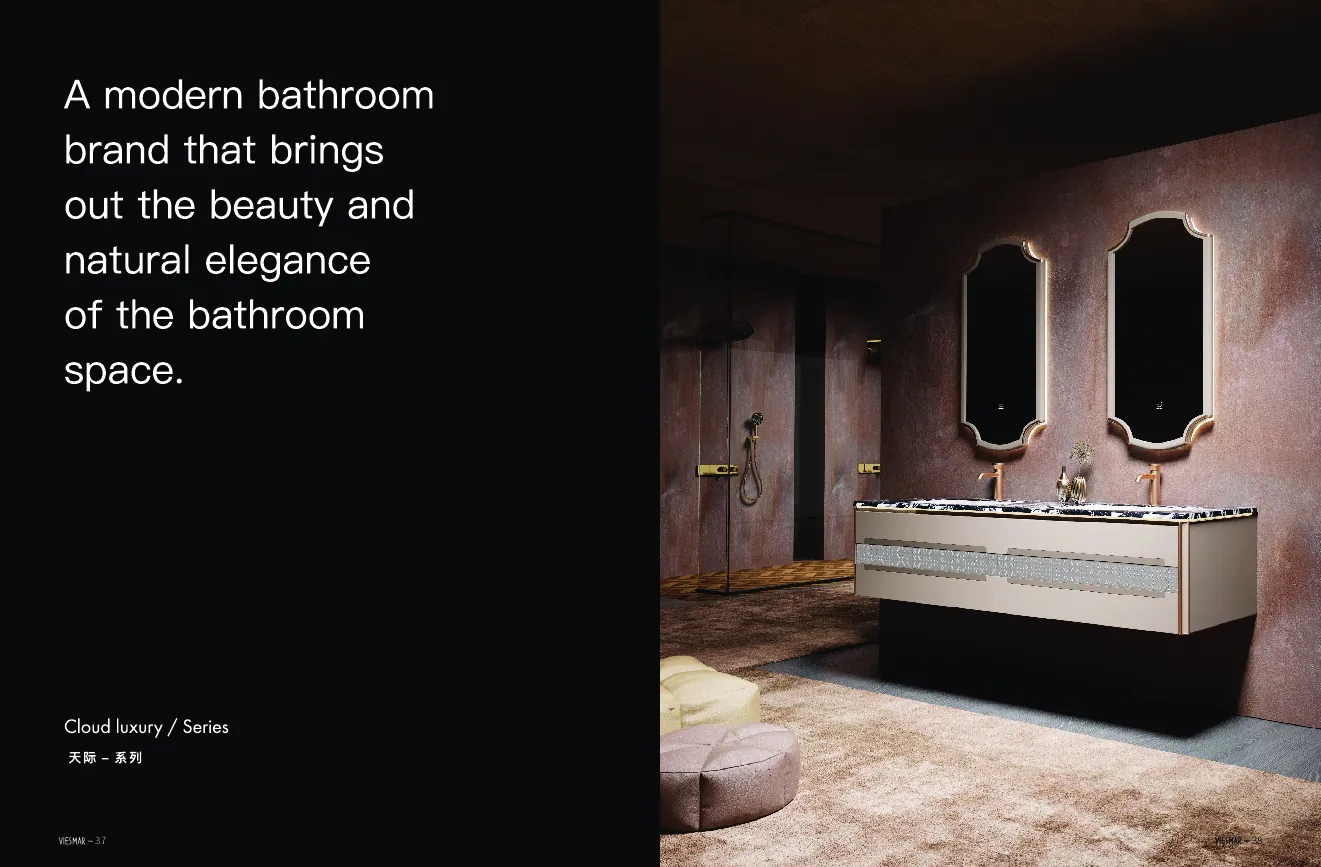 A modern bathroom
brand that brings
out the beauty and
natural elegance
of the bathroom
space.
Cloud luxury / Series
天际 – 系列
VIESMAR – 37
VIESMAR